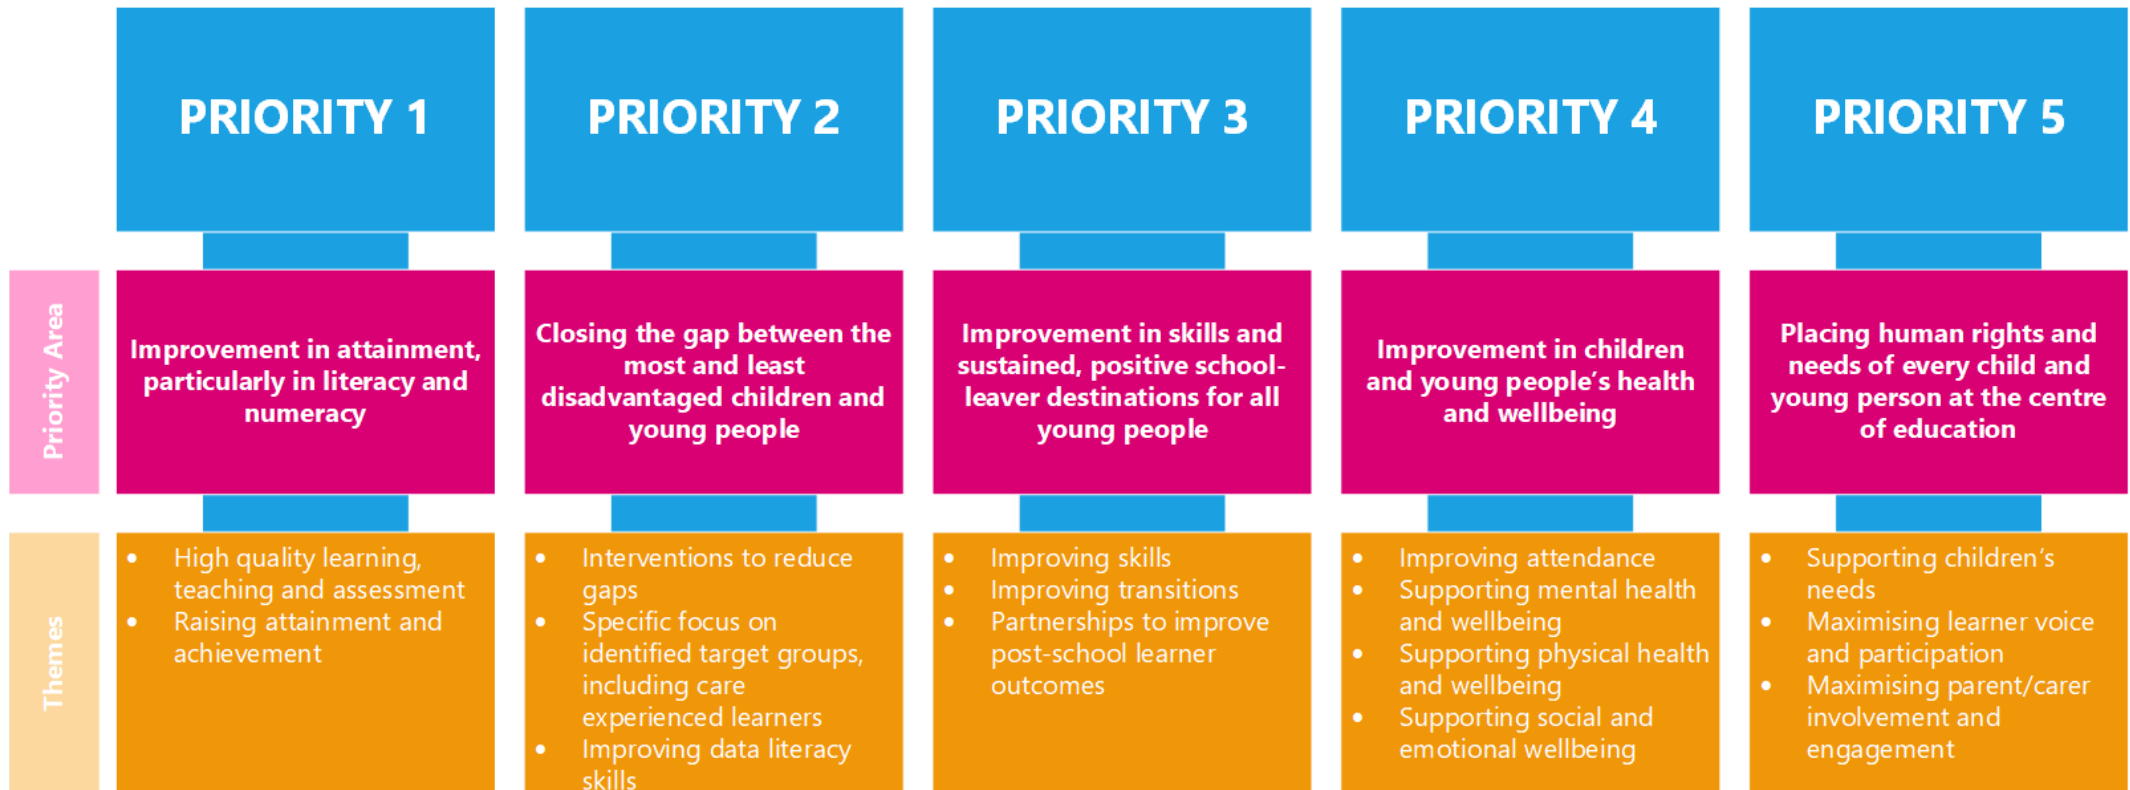 PRIORITY 1
PRIORITY 2
PRIORITY 3
PRIORITY 4
PRIORITY 5
Priority Area
Improvement in attainment,
particularly in literacy and
numeracy
Closing the gap between the
most and least
disadvantaged children and
young people
Improvement in skills and
sustained, positive school-
leaver destinations for all
young people
Improvement in children
and young people’s health
and wellbeing
Placing human rights and
needs of every child and
young person at the centre
of education
Themes
• High quality learning,
teaching and assessment
• Raising attainment and
achievement
• Interventions to reduce
gaps
• Specific focus on
identified target groups,
including care
experienced learners
• Improving data literacy
skills
• Improving skills
• Improving transitions
• Partnerships to improve
post-school learner
outcomes
• Improving attendance
• Supporting mental health
and wellbeing
• Supporting physical health
and wellbeing
• Supporting social and
emotional wellbeing
• Supporting children’s
needs
• Maximising learner voice
and participation
• Maximising parent/carer
involvement and
engagement